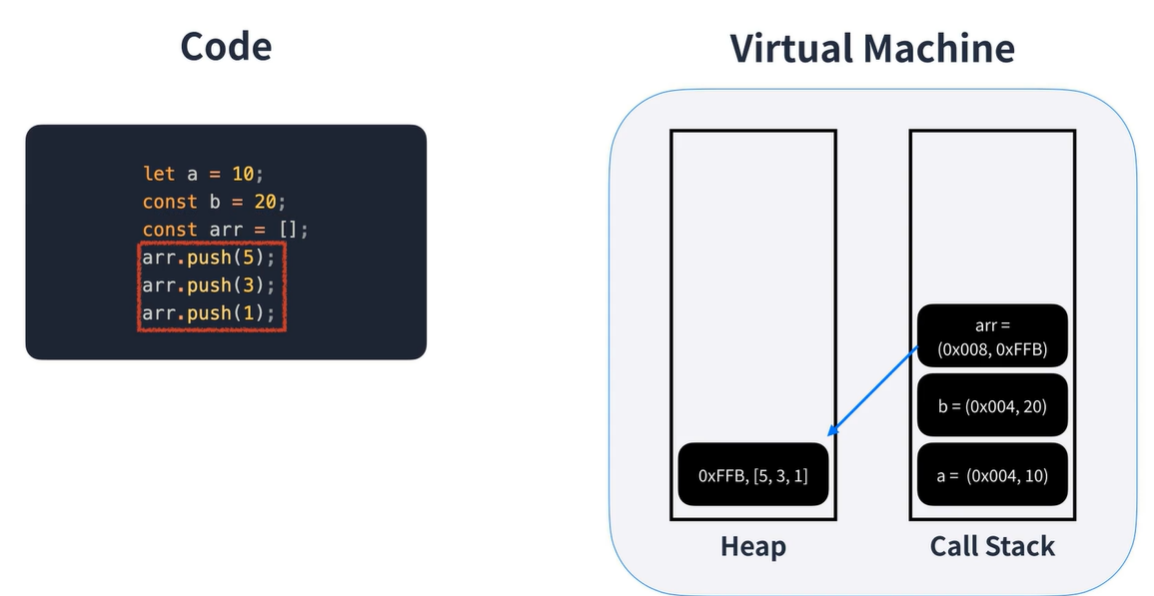 Code
Virtual Machine
let a = 10;
const b = 20;
const arr = [];
arr.push(5);
arr.push(3);
arr.push(1);
arr =
(0x008, 0xFFB)
b = (0x004, 20)
0xFFB, [5, 3, 1]
a = (0x004, 10)
Heap
Call Stack